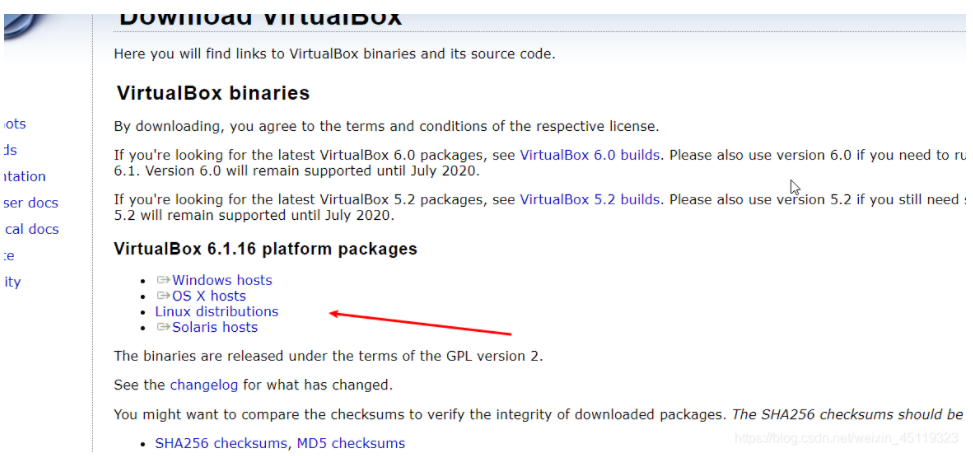 Download VirtualBox
Here you will find links to VirtualBox binaries and its source code.
VirtualBox binaries
ots
ds
ntation
ser docs
cal docs
te
ity
By downloading, you agree to the terms and conditions of the respective license.
If you're looking for the latest VirtualBox 6.0 packages, see VirtualBox 6.0 builds. Please also use version 6.0 if you need to ru
6.1. Version 6.0 will remain supported until July 2020.
If you're looking for the latest VirtualBox 5.2 packages, see VirtualBox 5.2 builds. Please also use version 5.2 if you still need s
5.2 will remain supported until July 2020.
VirtualBox 6.1.16 platform packages
Windows hosts
OS X hosts
Linux distributions
Solaris hosts
The binaries are released under the terms of the GPL version 2.
See the changelog for what has changed.
You might want to compare the checksums to verify the integrity of downloaded packages. The SHA256 checksums should be
SHA256 checksums, MD5 checksums
https://blog.csdn.net/weixin_45119323